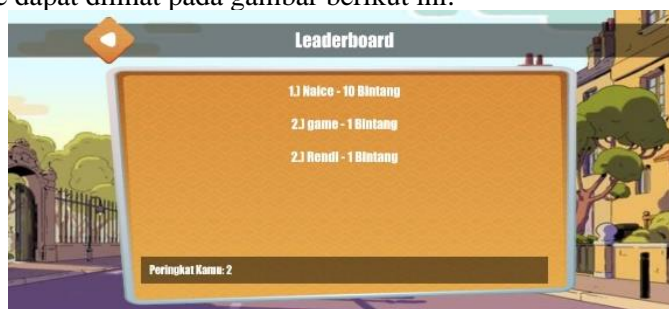 dapat dilihat pada gambar berikut ini.
Leaderboard
1.) Naice - 10 Bintang
2.) game - 1 Bintang
2.) Rendi - 1 Bintang
Peringkat Kamu: 2